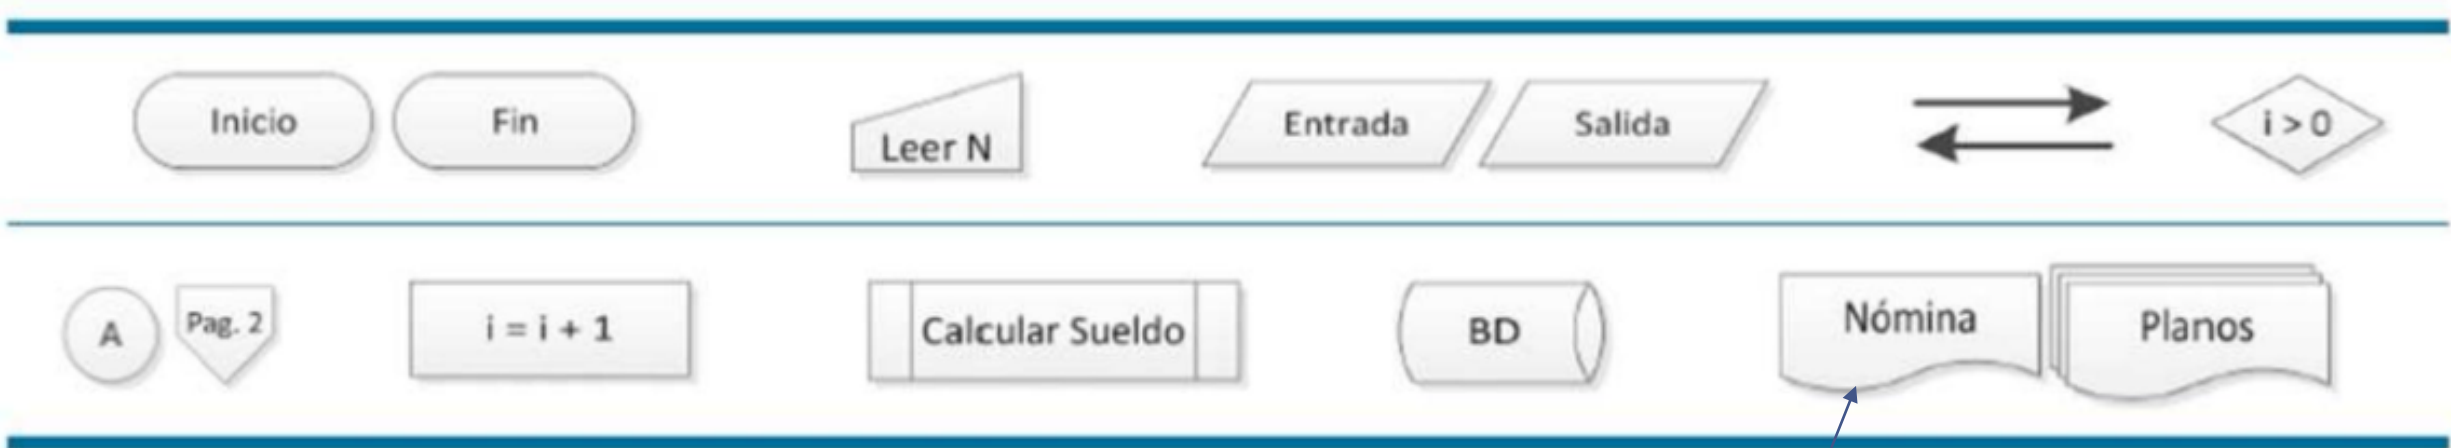 Inicio
Fin
Leer N
Entrada
Salida
i > 0
A
Pag. 2
i = i + 1
Calcular Sueldo
BD
Nómina
Planos